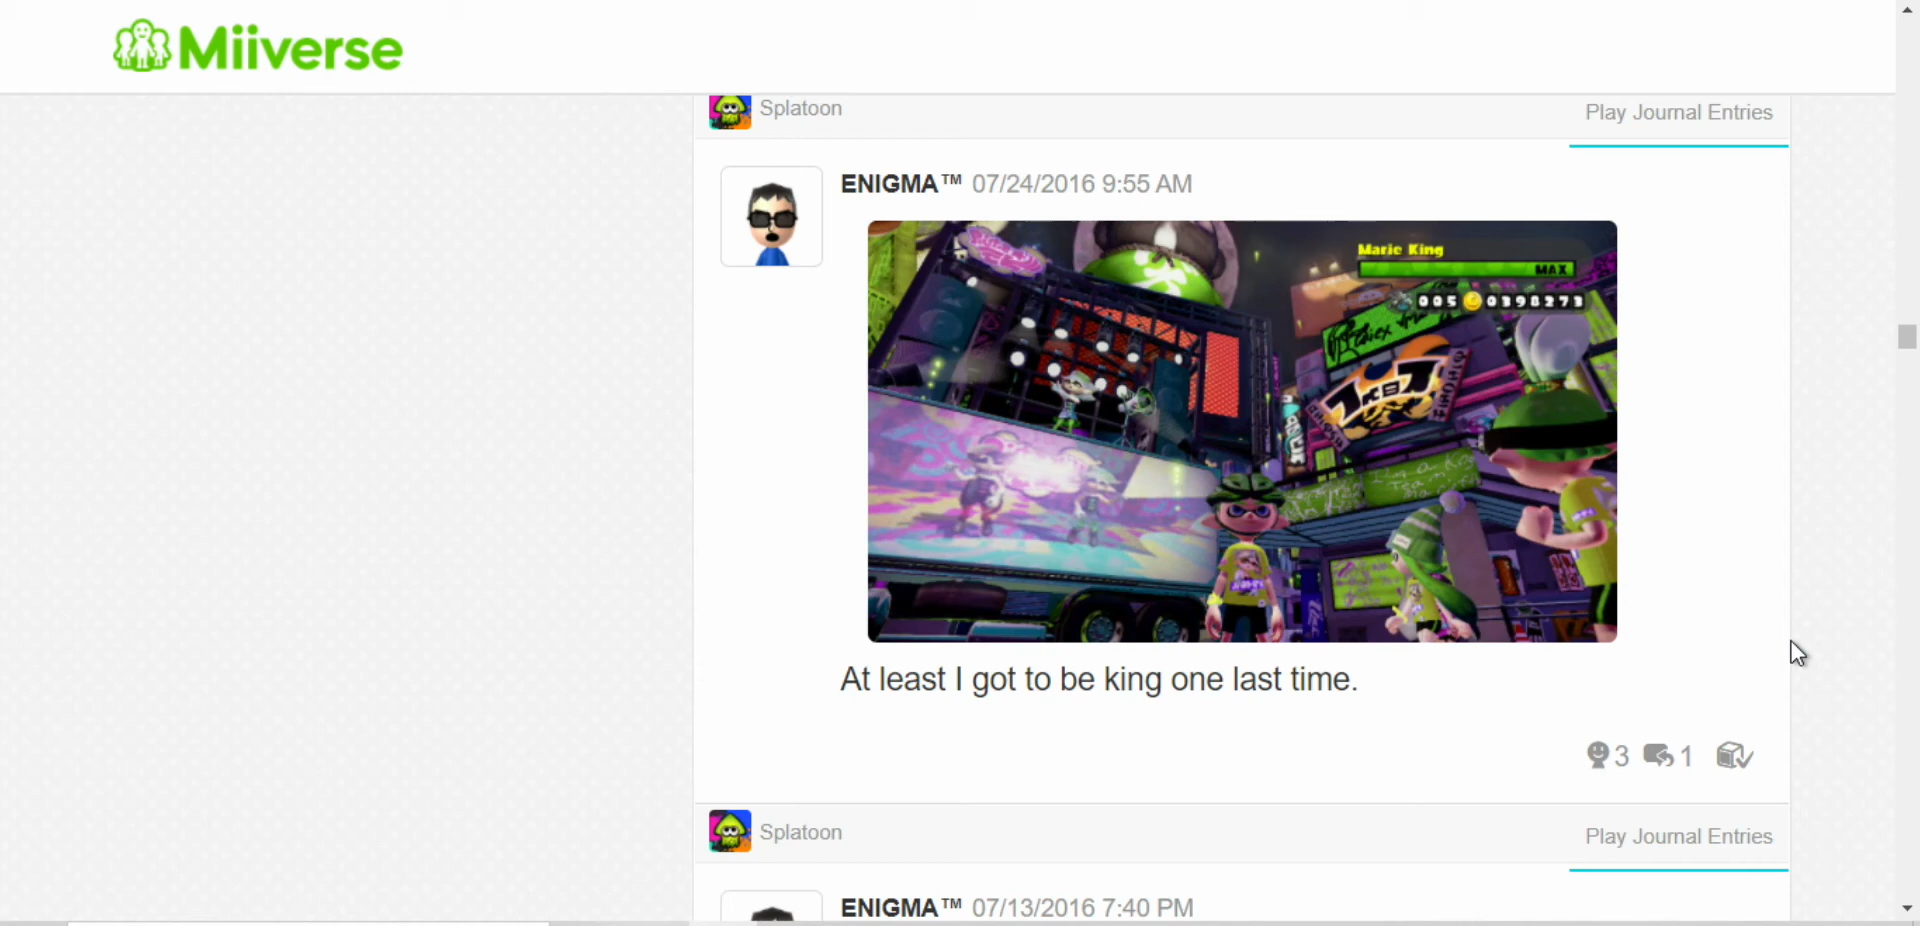 Miiverse
Splatoon
Play Journal Entries
ENIGMA™ 07/24/2016 9:55 AM
Marie King
MAX
005 0398273
At least I got to be king one last time.
3 1
Splatoon
Play Journal Entries
ENIGMA™ 07/13/2016 7:40 PM